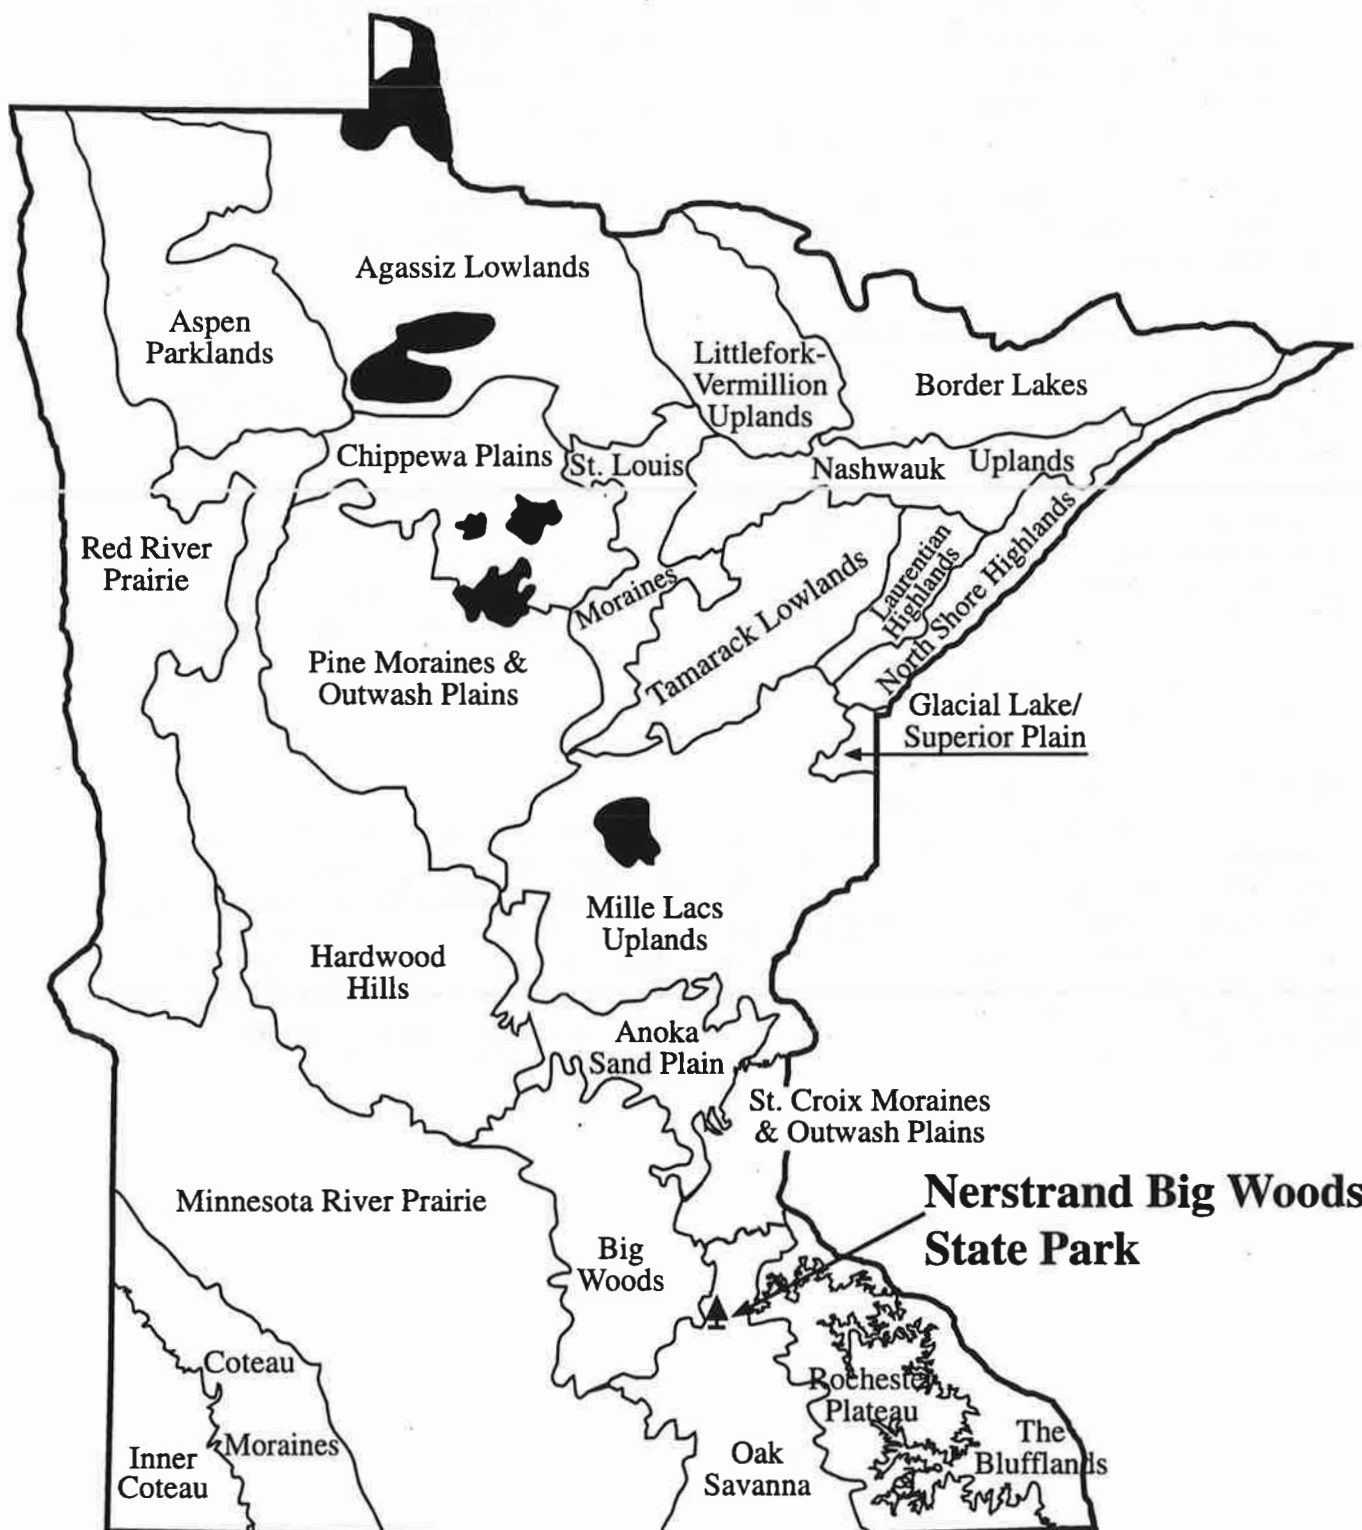 Agassiz Lowlands
Aspen
Parklands
Littlefork-
Vermillion
Uplands
Border Lakes
Chippewa Plains
St. Louis
Moraines
Nashwauk
Uplands
Red River
Prairie
Laurentian
Highlands
North Shore Highlands
Tamarack Lowlands
Pine Moraines &
Outwash Plains
Glacial Lake/
Superior Plain
Mille Lacs
Uplands
Hardwood
Hills
Anoka
Sand Plain
St. Croix Moraines
& Outwash Plains
Minnesota River Prairie
Nerstrand Big Woods
State Park
Big
Woods
Coteau
Moraines
Inner
Coteau
Rochester
Plateau
The
Blufflands
Oak
Savanna